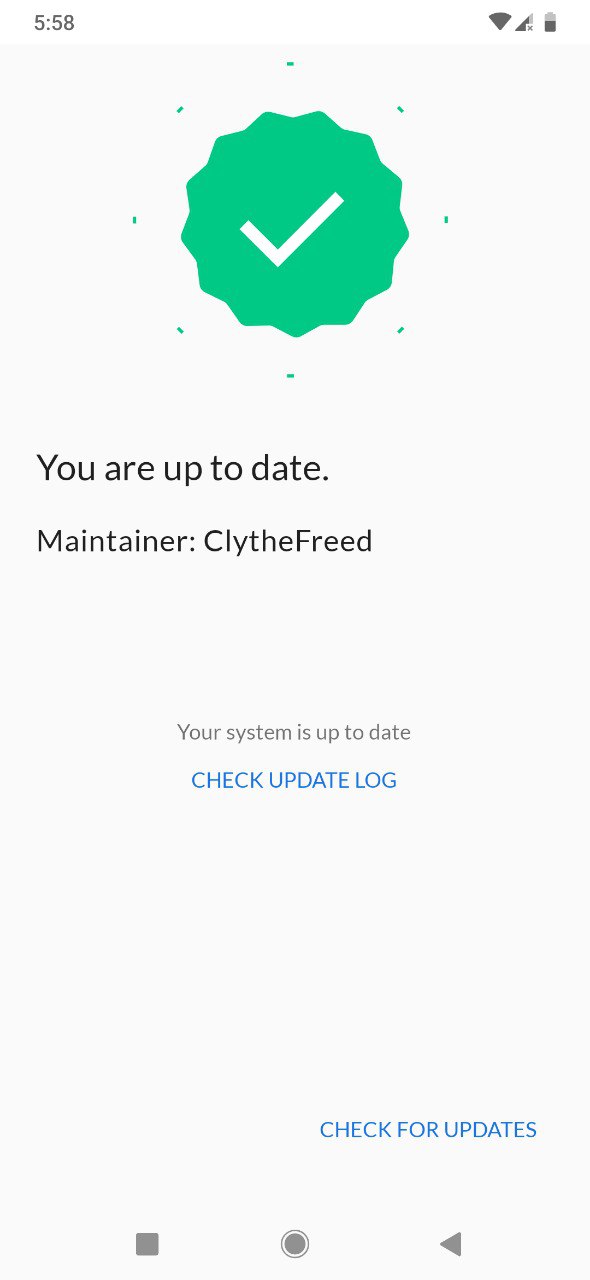 5:58
You are up to date.
Maintainer: ClytheFreed
Your system is up to date
CHECK UPDATE LOG
CHECK FOR UPDATES